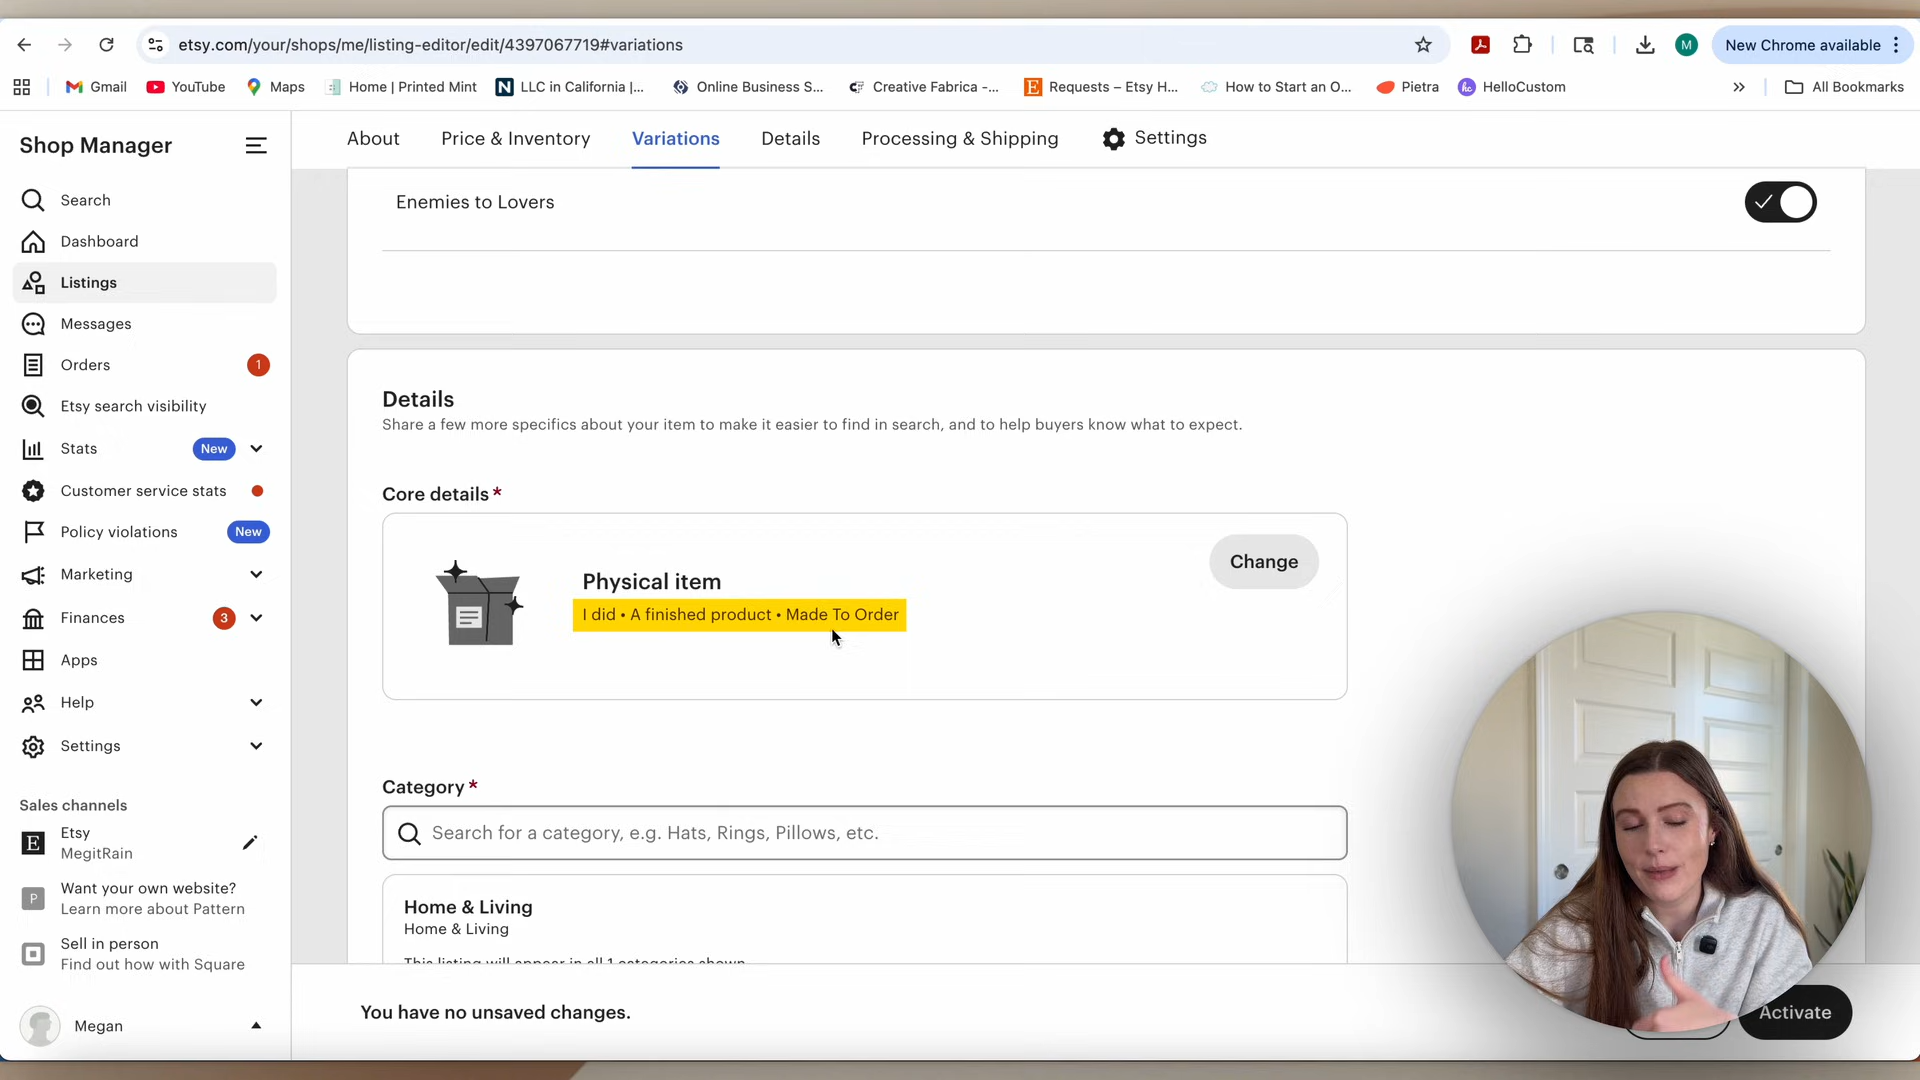 etsy.com/your/shops/me/listing-editor/edit/4397067719#variations
M
New Chrome available
Gmail
YouTube
Maps
Home | Printed Mint
LLC in California |...
Online Business S...
Creative Fabrica -...
Requests – Etsy H...
How to Start an O...
Pietra
hc
HelloCustom
All Bookmarks
Shop Manager
Search
Dashboard
Listings
Messages
Orders
1
Etsy search visibility
Stats
New
Customer service stats
Policy violations
New
Marketing
Finances
3
Apps
Help
Settings
Sales channels
E
Etsy
MegitRain
P
Want your own website?
Learn more about Pattern
Sell in person
Find out how with Square
Megan
About
Price & Inventory
Variations
Details
Processing & Shipping
Settings
Enemies to Lovers
Details
Share a few more specifics about your item to make it easier to find in search, and to help buyers know what to expect.
Core details *
Physical item
I did • A finished product • Made To Order
Change
Category *
Search for a category, e.g. Hats, Rings, Pillows, etc.
Home & Living
Home & Living
This listing will appear in all 1 categories shown
You have no unsaved changes.
Activate